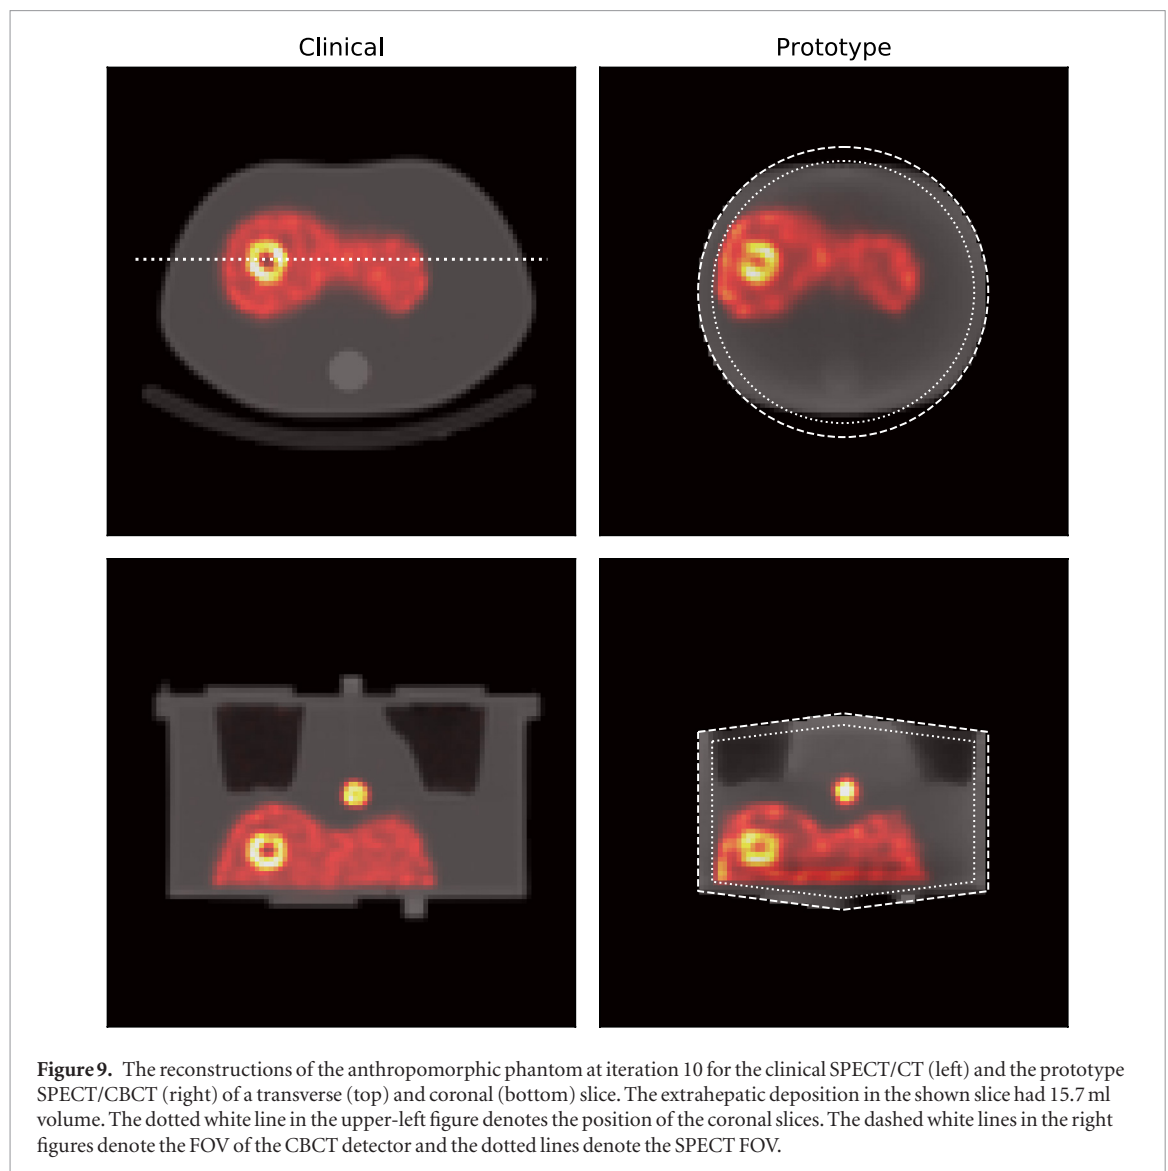 Clinical
Prototype
Figure 9. The reconstructions of the anthropomorphic phantom at iteration 10 for the clinical SPECT/CT (left) and the prototype
SPECT/CBCT (right) of a transverse (top) and coronal (bottom) slice. The extrahepatic deposition in the shown slice had 15.7 ml
volume. The dotted white line in the upper-left figure denotes the position of the coronal slices. The dashed white lines in the right
figures denote the FOV of the CBCT detector and the dotted lines denote the SPECT FOV.